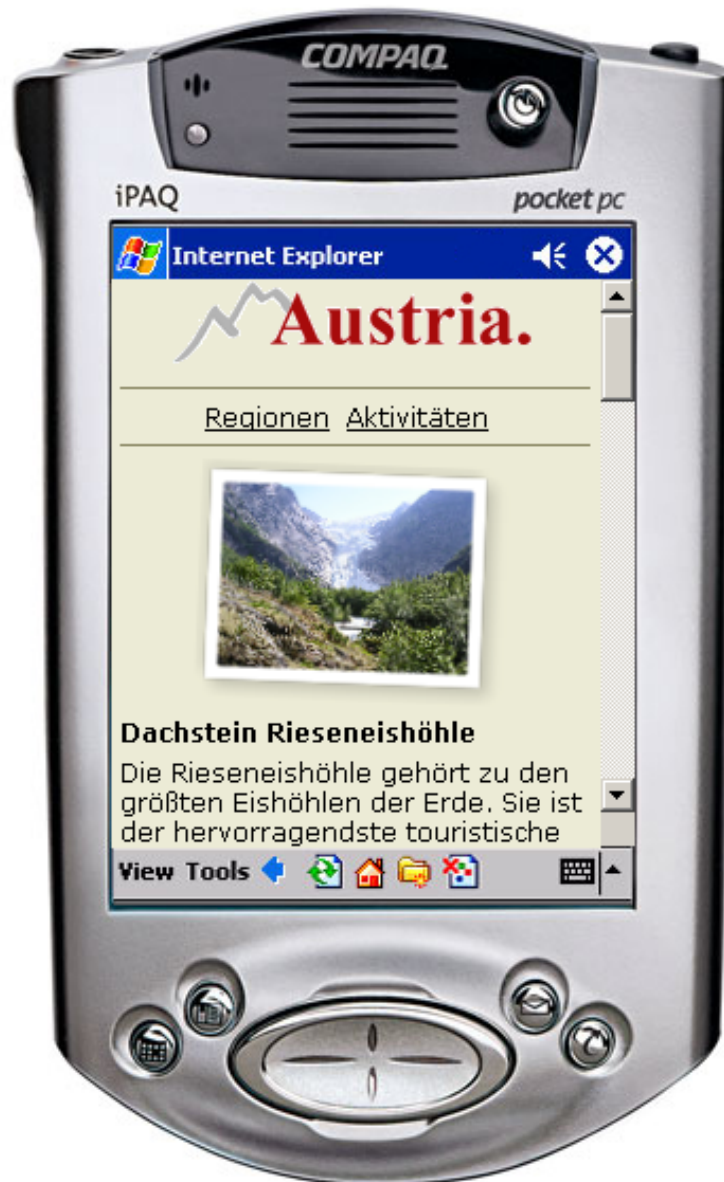 COMPAQ
iPAQ pocket pc
Internet Explorer
Austria.
Regionen Aktivitäten
Dachstein Rieseneishöhle
Die Rieseneishöhle gehört zu den
größten Eishöhlen der Erde. Sie ist
der hervorragendste touristische
View Tools